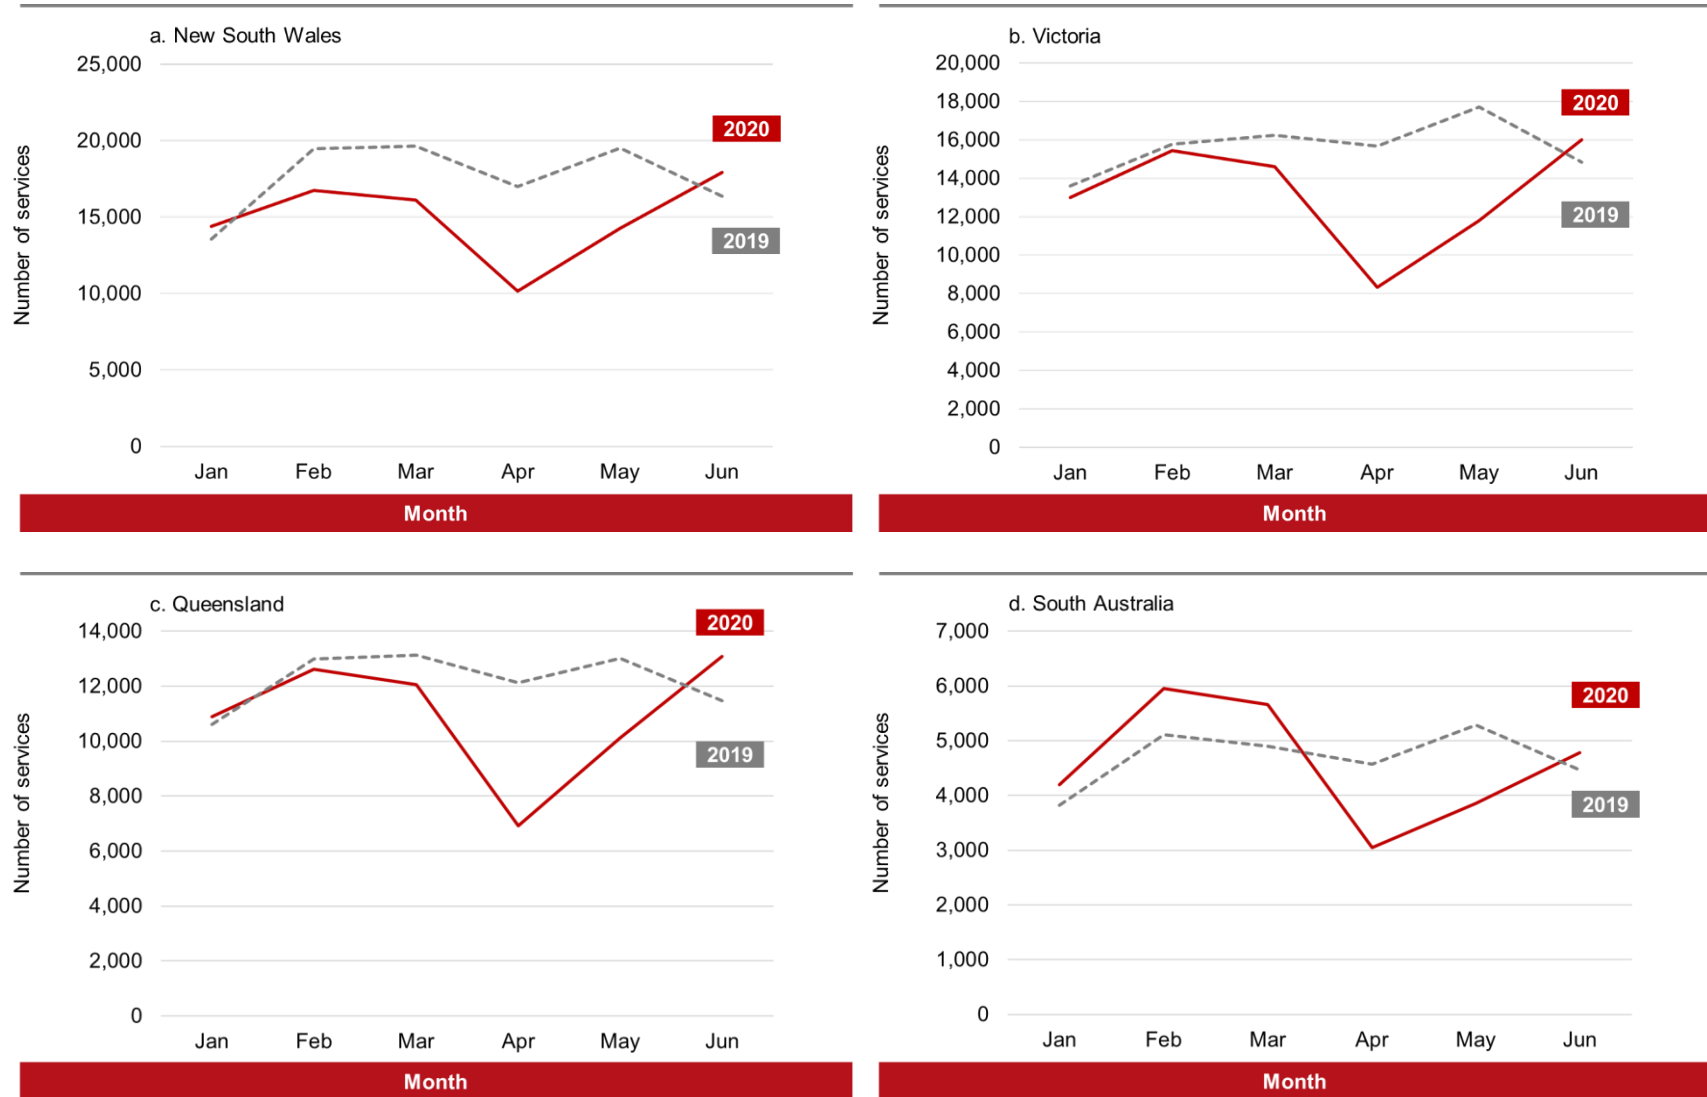 a. New South Wales
25,000
20,000
15,000
10,000
5,000
0
Number of services
2020
2019
Jan Feb Mar Apr May Jun
Month
b. Victoria
20,000
18,000
16,000
14,000
12,000
10,000
8,000
6,000
4,000
2,000
0
Number of services
2020
2019
Jan Feb Mar Apr May Jun
Month
c. Queensland
14,000
12,000
10,000
8,000
6,000
4,000
2,000
0
Number of services
2020
2019
Jan Feb Mar Apr May Jun
Month
d. South Australia
7,000
6,000
5,000
4,000
3,000
2,000
1,000
0
Number of services
2020
2019
Jan Feb Mar Apr May Jun
Month